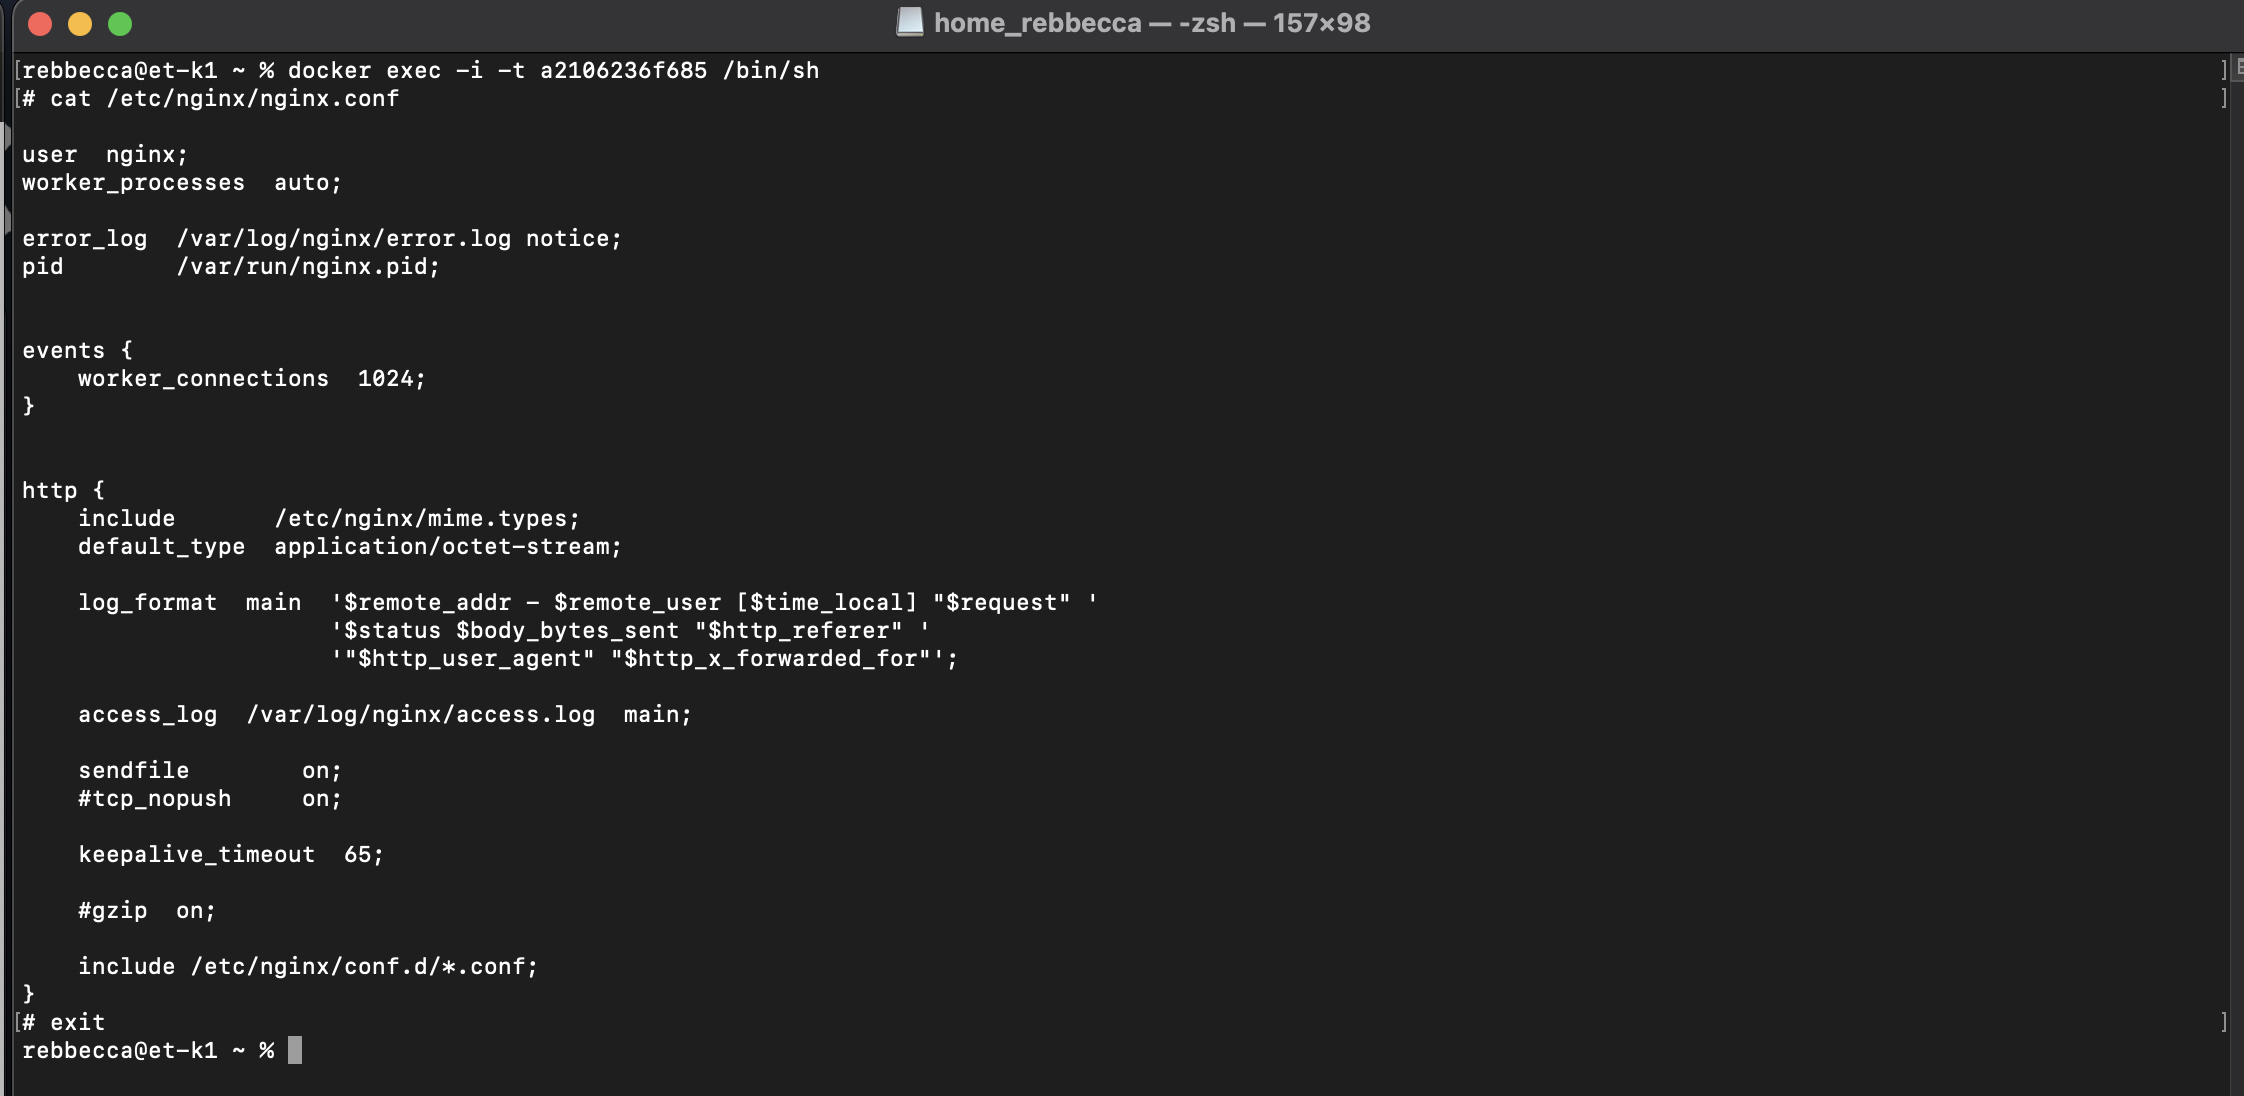 home_rebbecca — -zsh — 157×98
[rebbecca@et-k1 ~ % docker exec -i -t a2106236f685 /bin/sh ]
[# cat /etc/nginx/nginx.conf ]

user  nginx;
worker_processes  auto;

error_log  /var/log/nginx/error.log notice;
pid        /var/run/nginx.pid;


events {
    worker_connections  1024;
}


http {
    include       /etc/nginx/mime.types;
    default_type  application/octet-stream;

    log_format  main  '$remote_addr - $remote_user [$time_local] "$request" '
                      '$status $body_bytes_sent "$http_referer" '
                      '"$http_user_agent" "$http_x_forwarded_for"';

    access_log  /var/log/nginx/access.log  main;

    sendfile        on;
    #tcp_nopush     on;

    keepalive_timeout  65;

    #gzip  on;

    include /etc/nginx/conf.d/*.conf;
}
[# exit ]
rebbecca@et-k1 ~ %